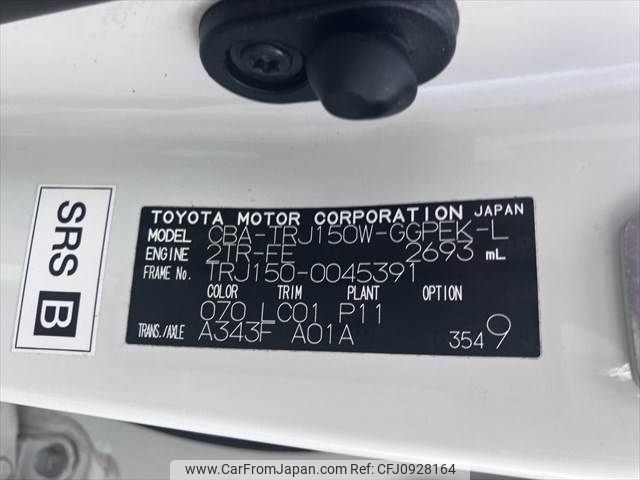 SRS B
TOYOTA MOTOR CORPORATION JAPAN
MODEL CBA-TRJ150W-GGPEK-L
ENGINE 2TR-FE 2693 mL
FRAME No. TRJ150-0045391
COLOR TRIM PLANT OPTION
070 LC01 P11
TRANS./AXLE A343F A01A
3549
www.CarFromJapan.com CFJ0928164